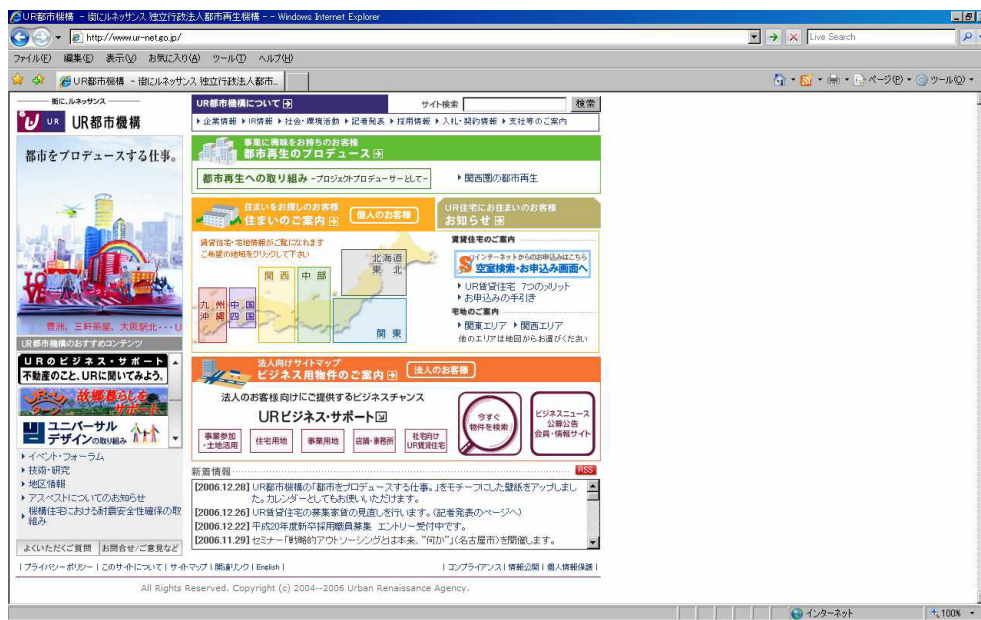 UR都市機構 - 街にルネッサンス 独立行政法人都市再生機構 - - Windows Internet Explorer
http://www.ur-net.go.jp/
Live Search
ファイル(F) 編集(E) 表示(V) お気に入り(A) ツール(T) ヘルプ(H)
UR都市機構 - 街にルネッサンス 独立行政法人都市...
ページ(P) ツール(O)
街に、ルネッサンス
UR UR都市機構
都市をプロデュースする仕事。
豊洲、三軒茶屋、大阪駅北・・・U
UR都市機構のおすすめコンテンツ
URのビジネス・サポート
不動産のこと、URに聞いてみよう。
U・J・Iターン 故郷暮らしをサポート
ユニバーサル
デザインの取り組み
イベント・フォーラム
技術・研究
地区情報
アスベストについてのお知らせ
機構住宅における耐震安全性確保の取
組み
よくいただくご質問 お問合せ/ご意見など
UR都市機構について
サイト検索 検索
企業情報 IR情報 社会・環境活動 記者発表 採用情報 入札・契約情報 支社等のご案内
事業に興味をお持ちのお客様
都市再生のプロデュース
都市再生への取り組み -プロジェクトプロデューサーとして-
関西圏の都市再生
住まいをお探しのお客様
住まいのご案内 個人のお客様
UR住宅にお住まいのお客様
お知らせ
賃貸住宅・宅地情報がご覧になれます
ご希望の地域をクリックして下さい
北海道
東北
関西
中部
九州
沖縄
中国
四国
関東
賃貸住宅のご案内
インターネットからのお申込みはこちら
空室検索・お申込み画面へ
UR賃貸住宅 7つのメリット
お申込みの手引き
宅地のご案内
関東エリア 関西エリア
他のエリアは地図からお選びください
法人向けサイトマップ
ビジネス用物件のご案内 法人のお客様
法人のお客様向けにご提供するビジネスチャンス
URビジネス・サポート
事業参加
・土地活用
住宅用地
事業用地
店舗・事務所
社宅向け
UR賃貸住宅
今すぐ
物件を検索
ビジネスニュース
公募公告
会員・情報サイト
新着情報 RSS
[2006.12.28] UR都市機構の「都市をプロデュースする仕事。」をモチーフにした壁紙をアップしまし
た。カレンダーとしてもお使いいただけます。
[2006.12.26] UR賃貸住宅の募集家賃の見直しを行います。(記者発表のページへ)
[2006.12.22] 平成20年度新卒採用職員募集 エントリー受付中です。
[2006.11.29] セミナー「戦略的アウトソーシングとは本来、"何か"」(名古屋市)を開催します。
| プライバシーポリシー | このサイトについて | サイトマップ | 関連リンク | English |
| コンプライアンス | 情報公開 | 個人情報保護 |
All Rights Reserved. Copyright (c) 2004--2006 Urban Renaissance Agency.
インターネット
100%